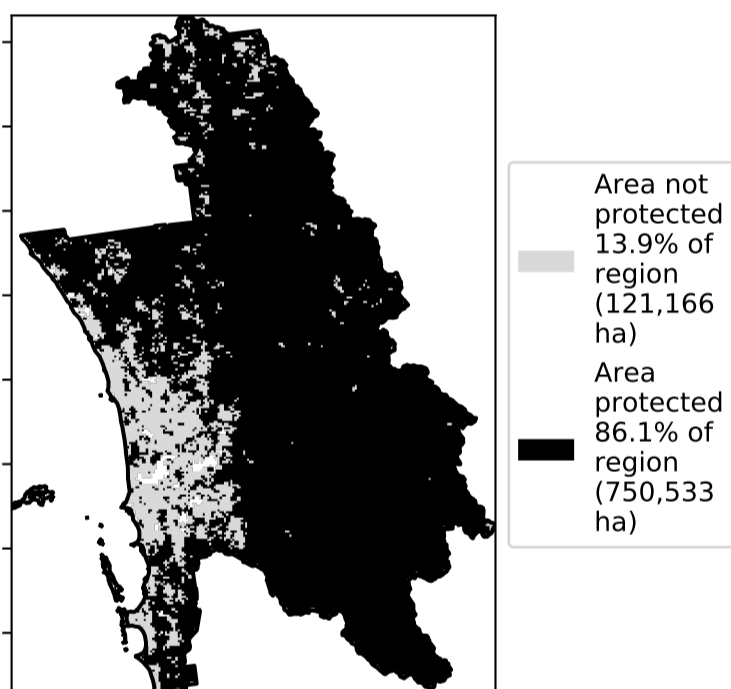 Area not
protected
13.9% of
region
(121,166
ha)
Area
protected
86.1% of
region
(750,533
ha)